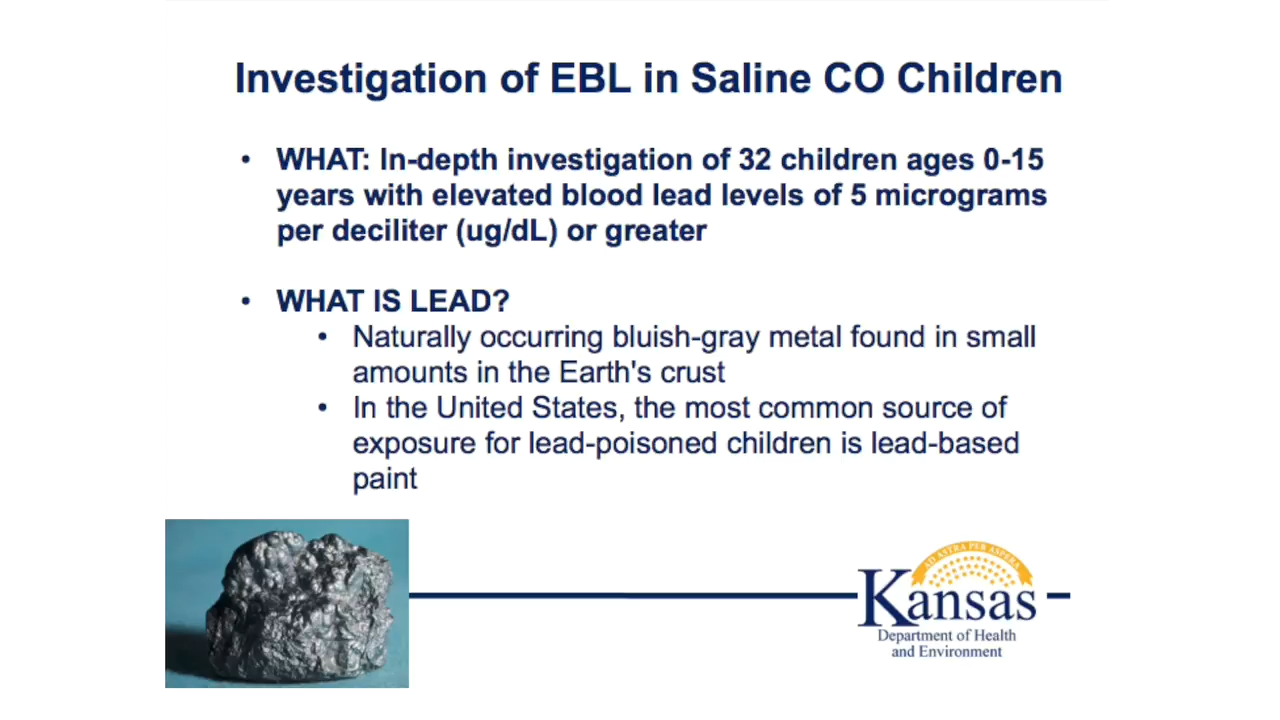 Investigation of EBL in Saline CO Children
• WHAT: In-depth investigation of 32 children ages 0-15
years with elevated blood lead levels of 5 micrograms
per deciliter (ug/dL) or greater
• WHAT IS LEAD?
• Naturally occurring bluish-gray metal found in small
amounts in the Earth's crust
• In the United States, the most common source of
exposure for lead-poisoned children is lead-based
paint
AD ASTRA PER ASPERA
Kansas
Department of Health
and Environment